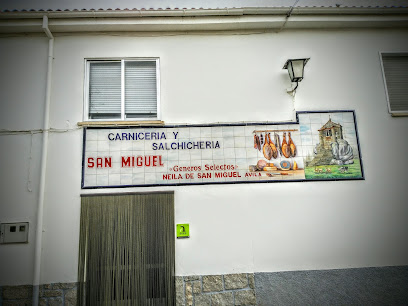 CARNICERIA Y
SALCHICHERIA
SAN MIGUEL
«Generos Selectos»
NEILA DE SAN MIGUEL AVILA